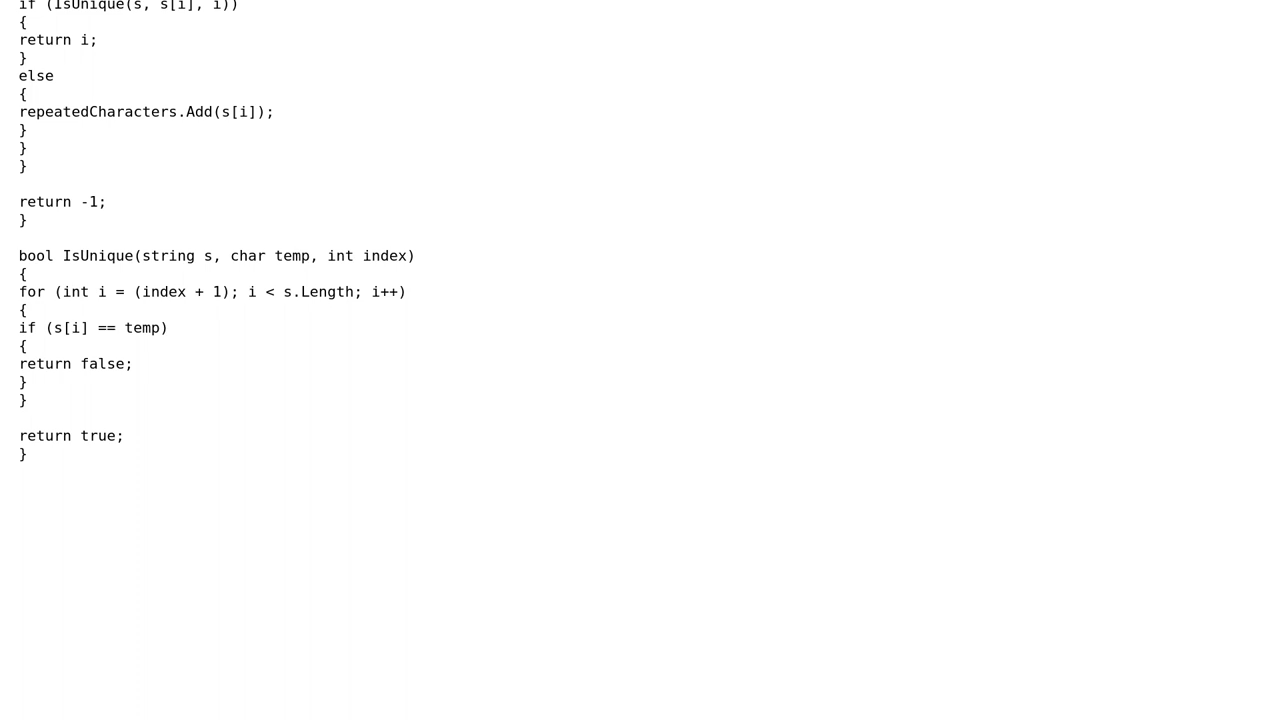 if (IsUnique(s, s[i], i))
{
return i;
}
else
{
repeatedCharacters.Add(s[i]);
}
}
}

return -1;
}

bool IsUnique(string s, char temp, int index)
{
for (int i = (index + 1); i < s.Length; i++)
{
if (s[i] == temp)
{
return false;
}
}

return true;
}